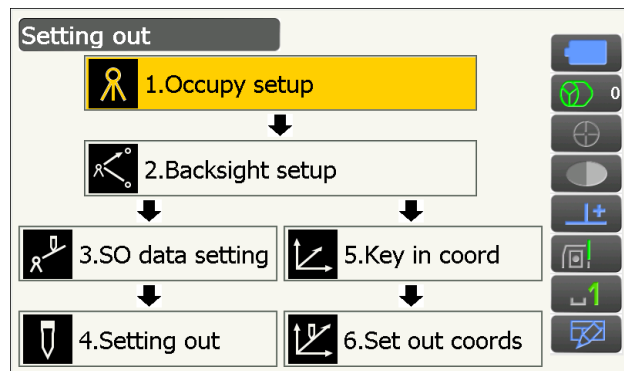 Setting out
1.Occupy setup
0
2.Backsight setup
3.SO data setting
5.Key in coord
4.Setting out
6.Set out coords
1